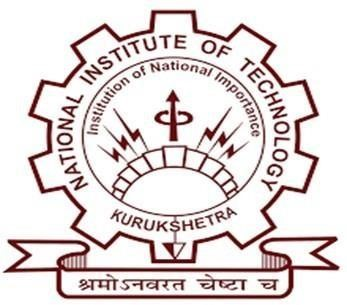 NATIONAL INSTITUTE OF TECHNOLOGY
Institution of National Importance
KURUKSHETRA
श्रमोऽनवरत चेष्टा च